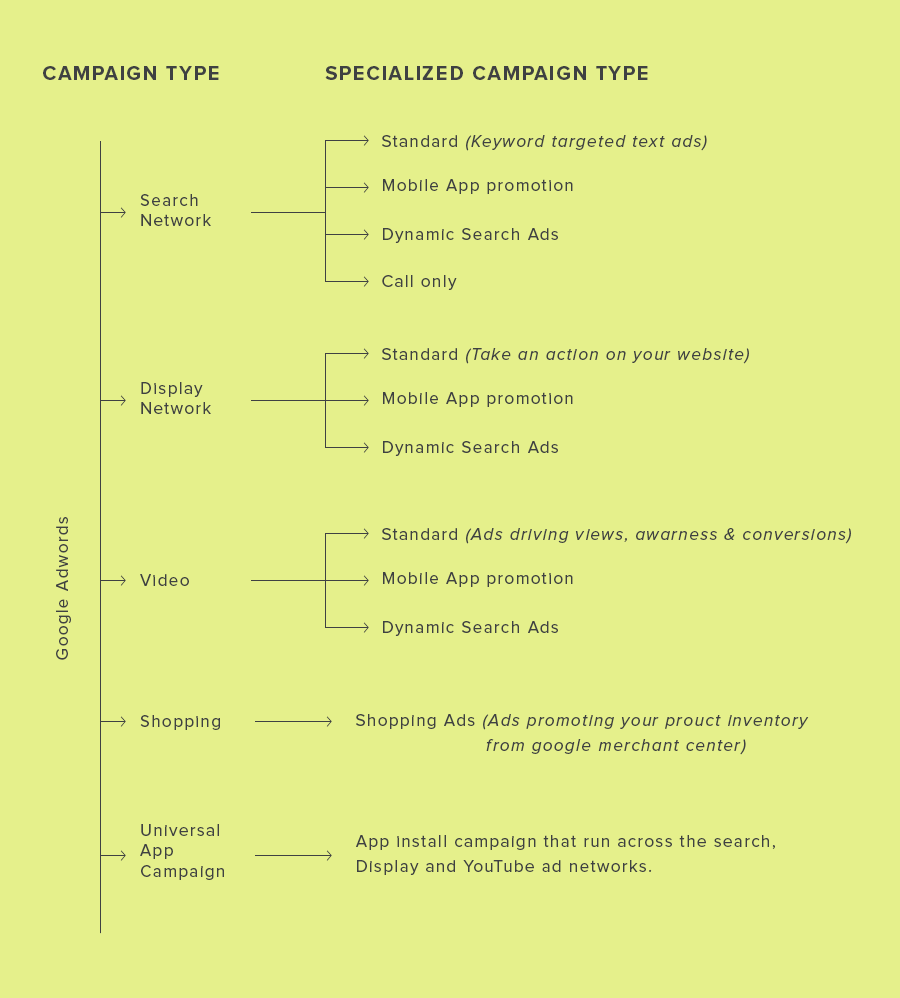 CAMPAIGN TYPE
SPECIALIZED CAMPAIGN TYPE
Google Adwords
Search
Network
Standard (Keyword targeted text ads)
Mobile App promotion
Dynamic Search Ads
Call only
Display
Network
Standard (Take an action on your website)
Mobile App promotion
Dynamic Search Ads
Video
Standard (Ads driving views, awarness & conversions)
Mobile App promotion
Dynamic Search Ads
Shopping
Shopping Ads (Ads promoting your prouct inventory
from google merchant center)
Universal
App
Campaign
App install campaign that run across the search,
Display and YouTube ad networks.